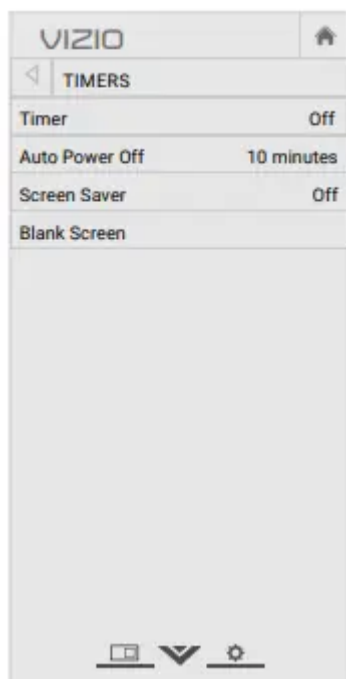 VIZIO
TIMERS
Timer Off
Auto Power Off 10 minutes
Screen Saver Off
Blank Screen